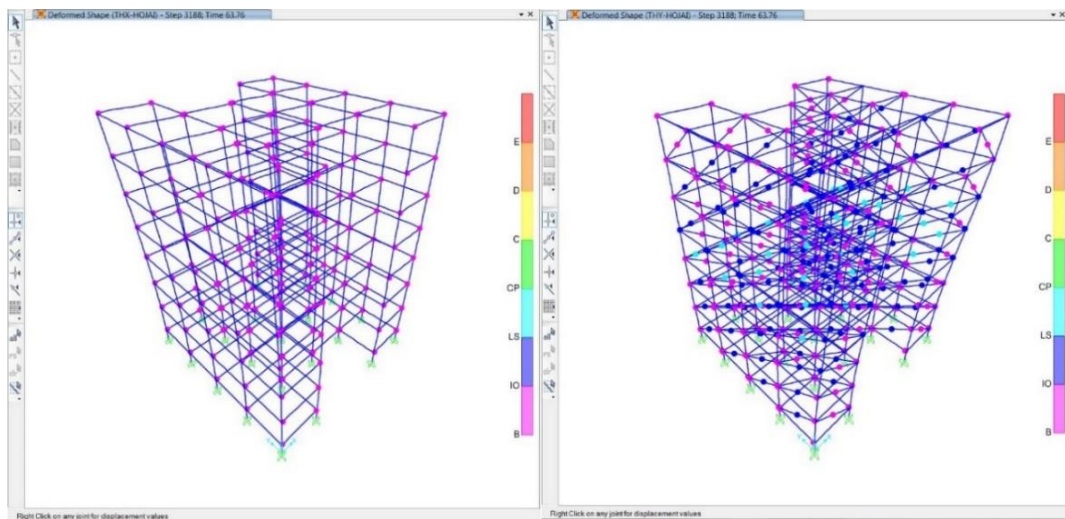 Deformed Shape (THX-HOJAI) - Step 3188; Time 63.76
E
D
C
CP
LS
IO
B
Right Click on any joint for displacement values
Deformed Shape (THY-HOJAI) - Step 3188; Time 63.76
E
D
C
CP
LS
IO
B
Right Click on any joint for displacement values